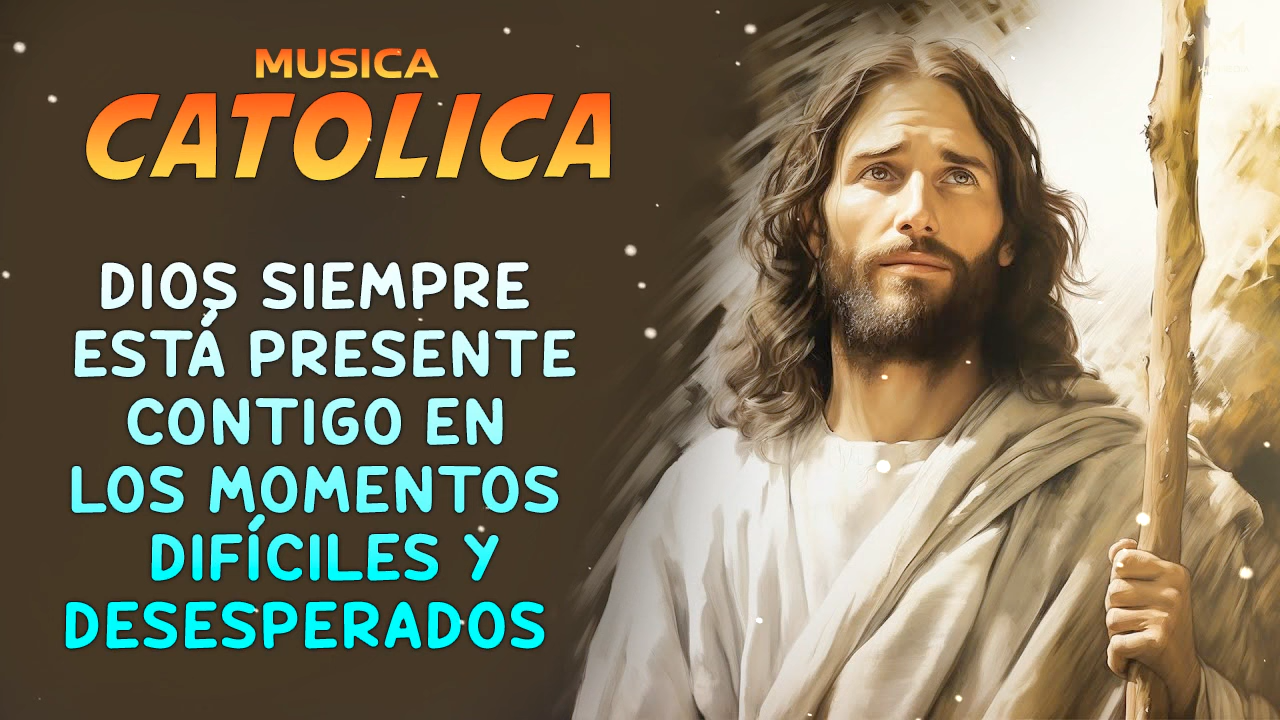 MUSICA
CATOLICA
DIOS SIEMPRE
ESTÁ PRESENTE
CONTIGO EN
LOS MOMENTOS
DIFÍCILES Y
DESESPERADOS